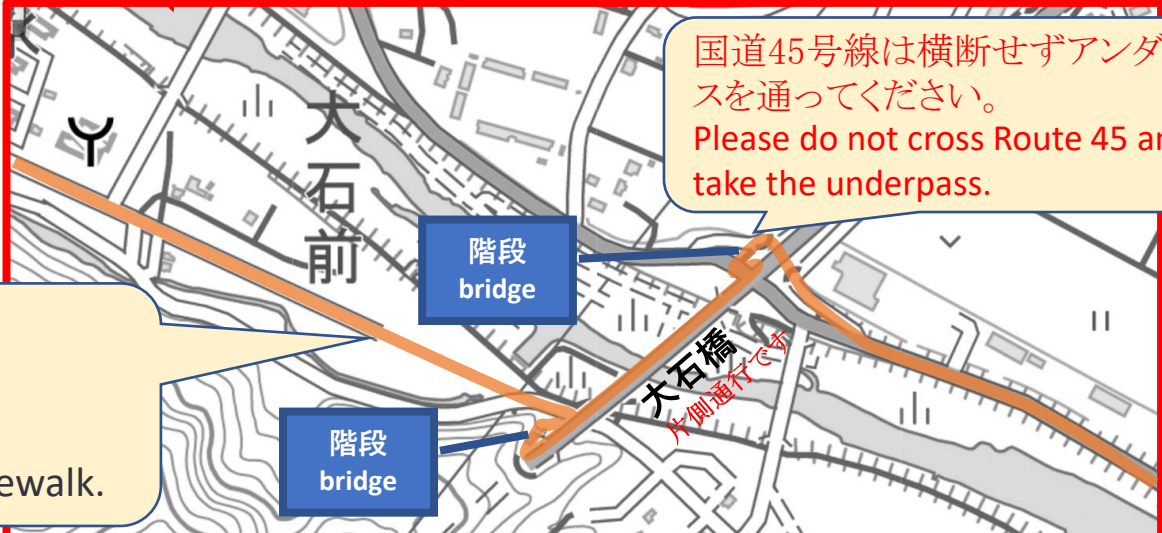 国道45号線は横断せずアンダ
スを通ってください。
Please do not cross Route 45 an
take the underpass.
大石前
階段
bridge
大石橋
片側通行です
階段
bridge
ewalk.